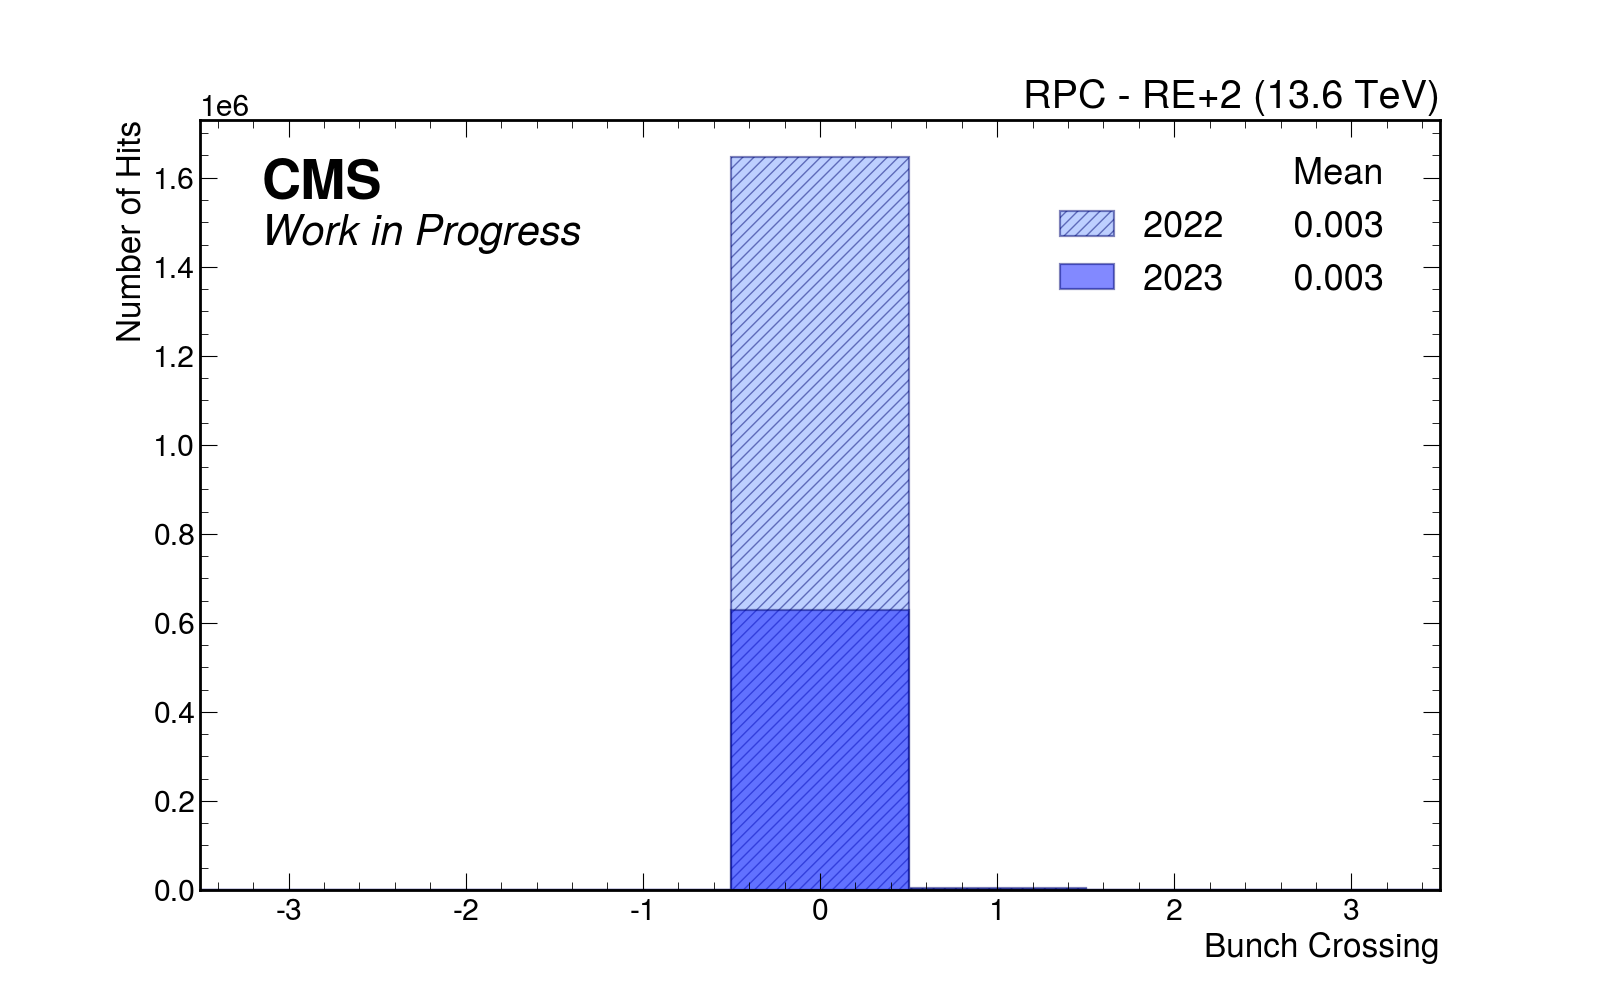 RPC - RE+2 (13.6 TeV)
1e6
Number of Hits
CMS
Work in Progress
Mean
2022 0.003
2023 0.003
1.6
1.4
1.2
1.0
0.8
0.6
0.4
0.2
0.0
-3 -2 -1 0 1 2 3
Bunch Crossing